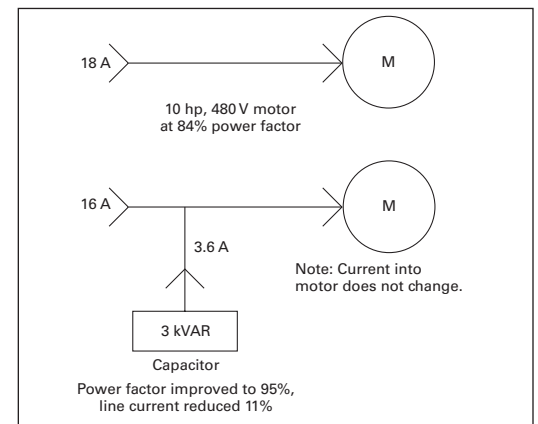 18 A
M
10 hp, 480 V motor
at 84% power factor
16 A
M
3.6 A
Note: Current into
motor does not change.
3 kVAR
Capacitor
Power factor improved to 95%,
line current reduced 11%